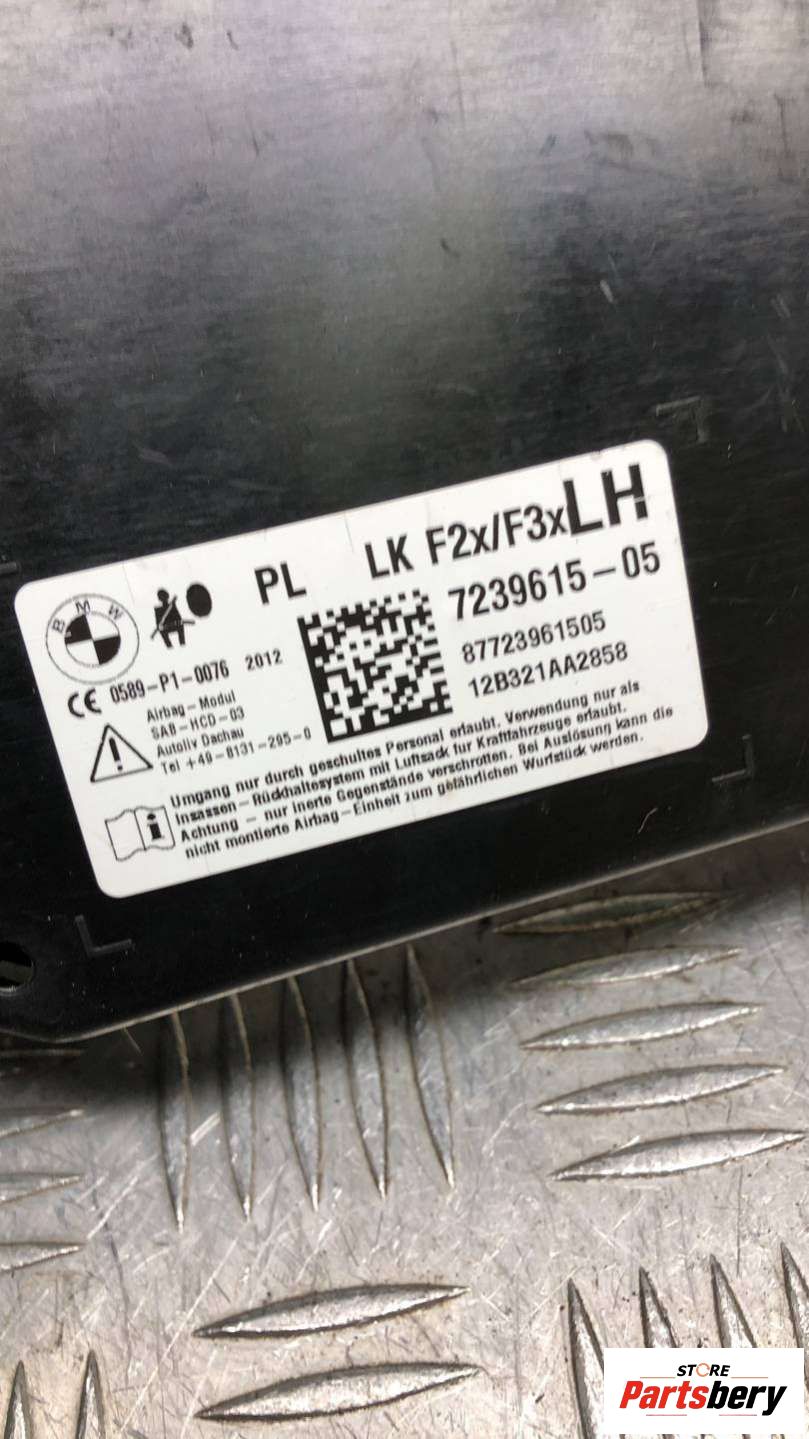 BMW
PL LK F2x/F3x LH
7239615-05
87723961505
12B321AA2858
CE 0589-P1-0076 2012
Airbag-Modul
SAB-HCD-03
Autoliv Dachau
Tel +49-8131-295-0
Umgang nur durch geschultes Personal erlaubt. Verwendung nur als
Insassen-Rückhaltesystem mit Luftsack für Kraftfahrzeuge erlaubt.
Achtung - nur inerte Gegenstände verschrotten. Bei Auslösung kann die
nicht montierte Airbag-Einheit zum gefährlichen Wurfstück werden.
STORE
Partsbery